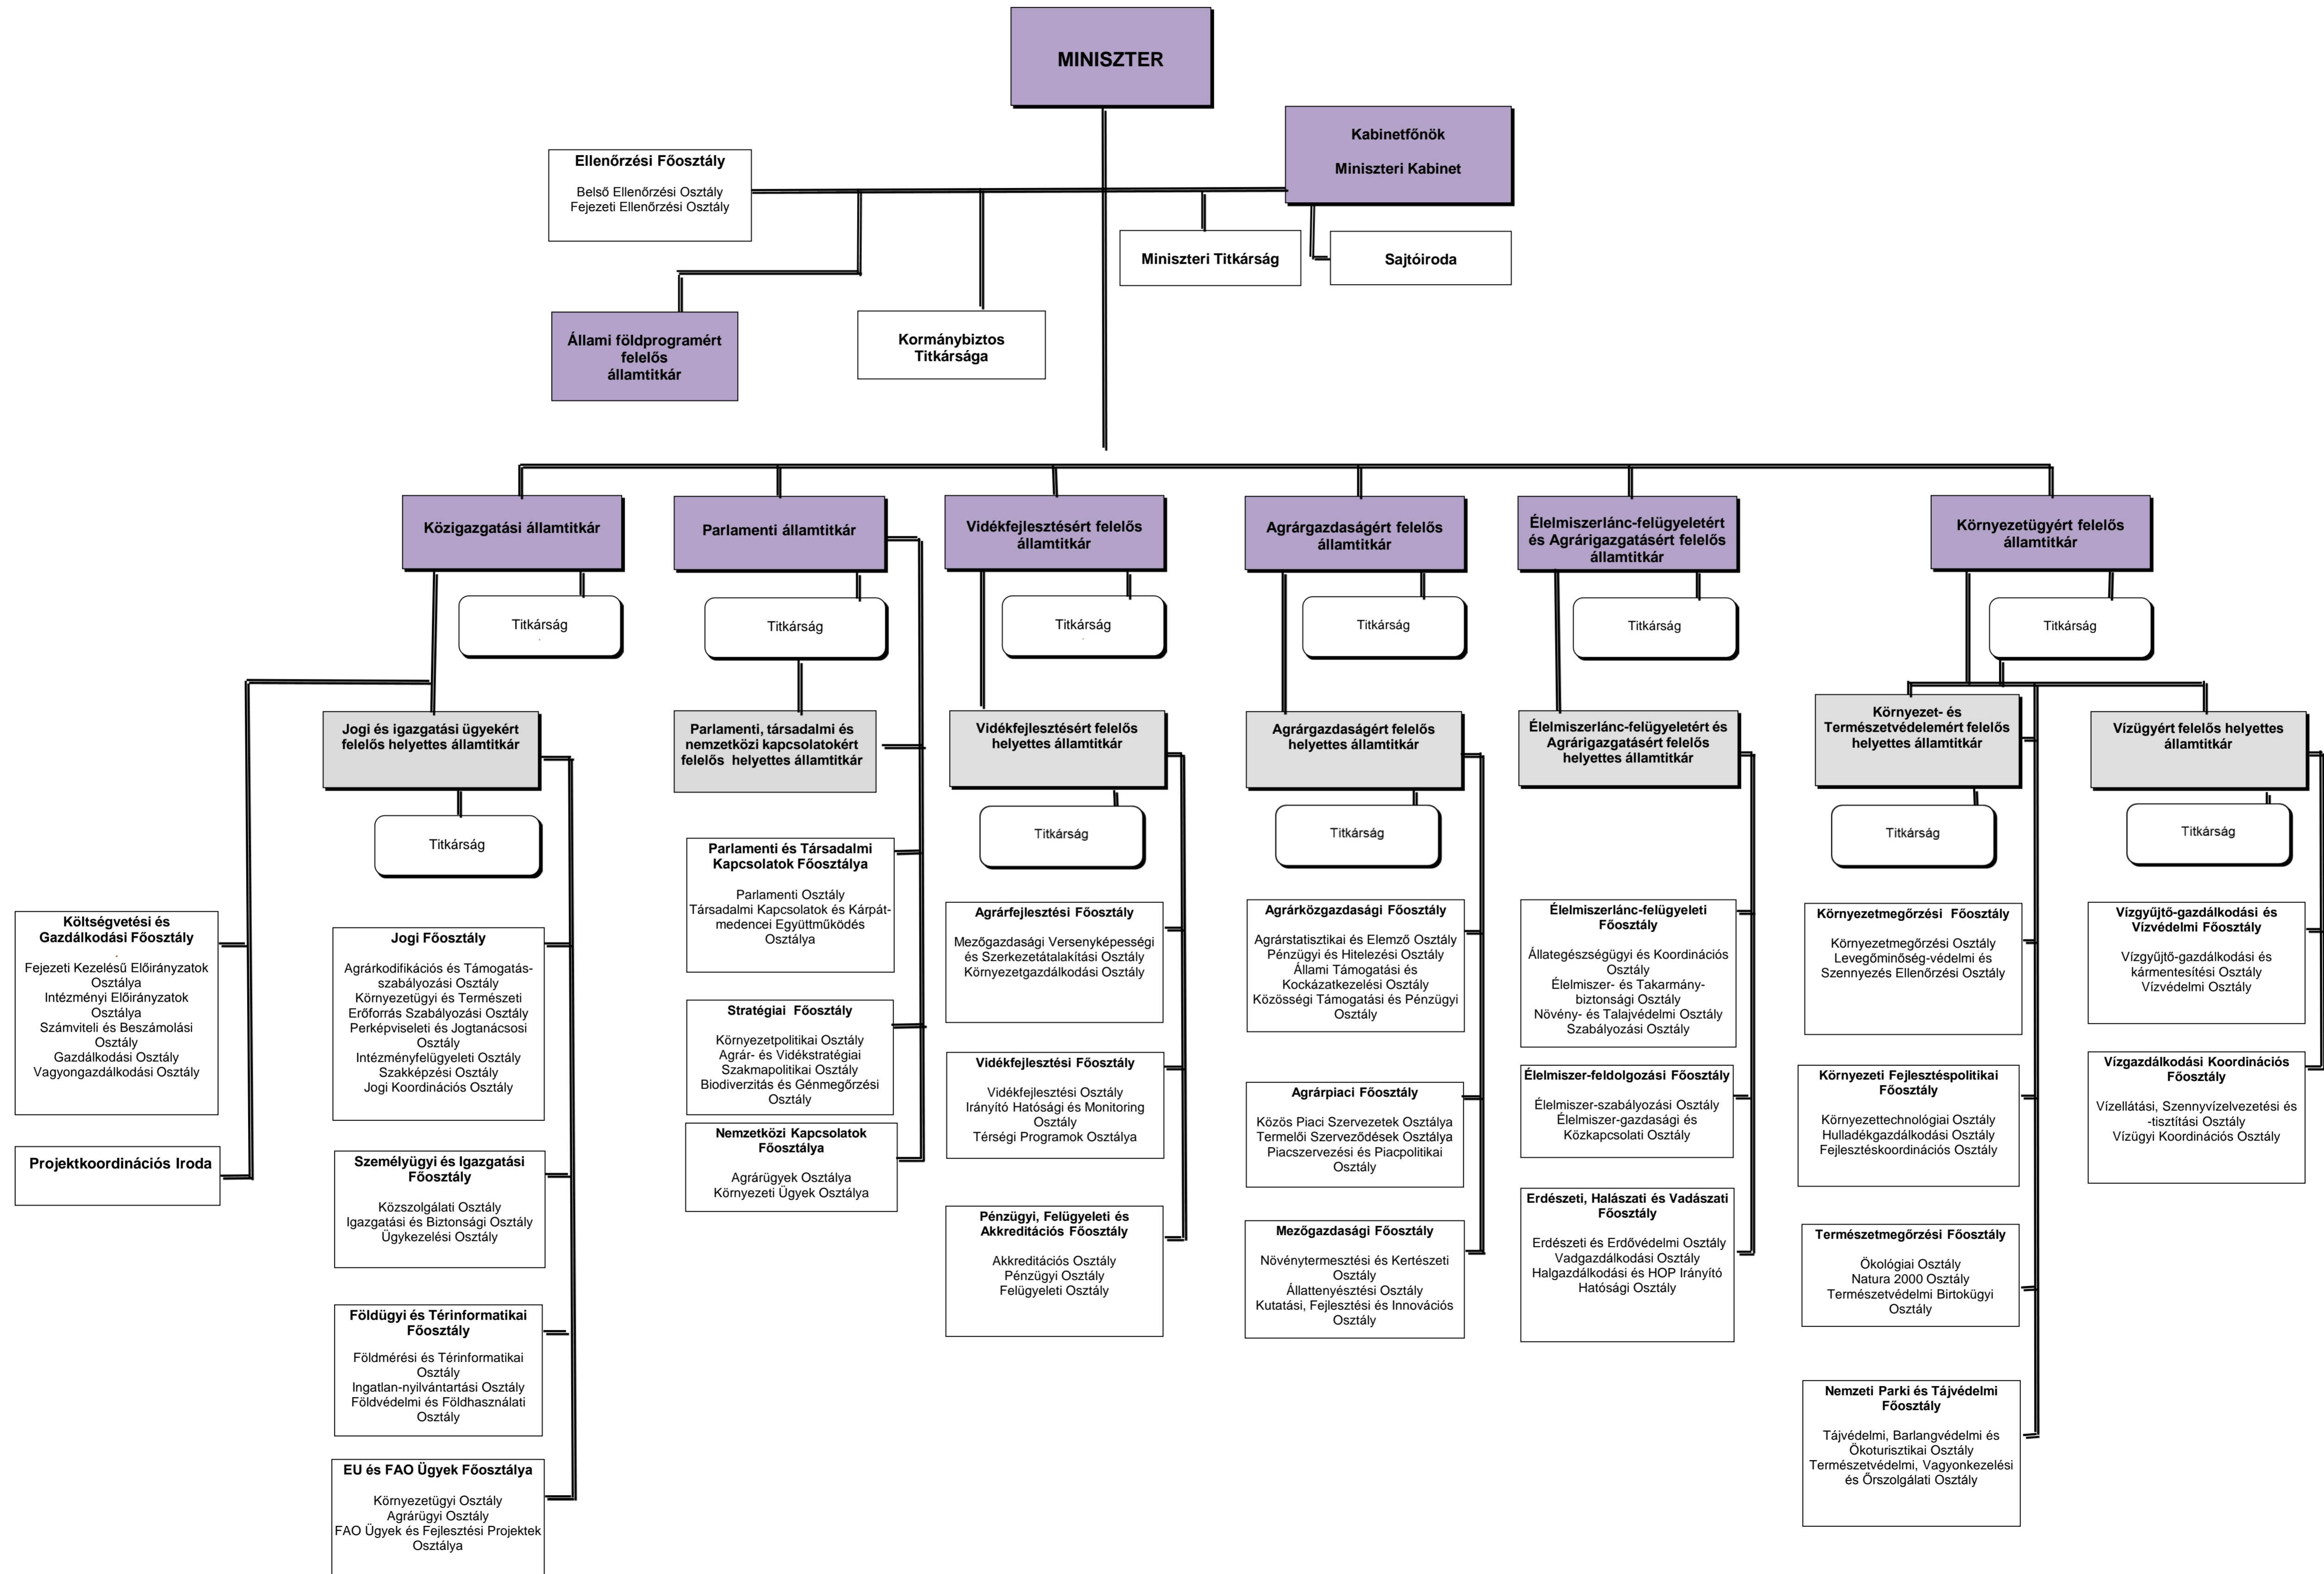 MINISZTER
Kabinetfőnök
Miniszteri Kabinet
Ellenőrzési Főosztály
Belső Ellenőrzési Osztály
Fejezeti Ellenőrzési Osztály
Miniszteri Titkárság
Sajtóiroda
Állami földprogramért
felelős
államtitkár
Kormánybiztos
Titkársága
Közigazgatási államtitkár
Parlamenti államtitkár
Vidékfejlesztésért felelős
államtitkár
Agrárgazdaságért felelős
államtitkár
Élelmiszerlánc-felügyeletért
és Agrárigazgatásért felelős
államtitkár
Környezetügyért felelős
államtitkár
Titkárság
Titkárság
Titkárság
Titkárság
Titkárság
Titkárság
Jogi és igazgatási ügyekért
felelős helyettes államtitkár
Parlamenti, társadalmi és
nemzetközi kapcsolatokért
felelős helyettes államtitkár
Vidékfejlesztésért felelős
helyettes államtitkár
Agrárgazdaságért felelős
helyettes államtitkár
Élelmiszerlánc-felügyeletért és
Agrárigazgatásért felelős
helyettes államtitkár
Környezet- és
Természetvédelemért felelős
helyettes államtitkár
Vízügyért felelős helyettes
államtitkár
Titkárság
Titkárság
Titkárság
Titkárság
Titkárság
Költségvetési és
Gazdálkodási Főosztály
.
Fejezeti Kezelésű Előirányzatok
Osztálya
Intézményi Előirányzatok
Osztálya
Számviteli és Beszámolási
Osztály
Gazdálkodási Osztály
Vagyongazdálkodási Osztály
Projektkoordinációs Iroda
Jogi Főosztály
Agrárkodifikációs és Támogatás-
szabályozási Osztály
Környezetügyi és Természeti
Erőforrás Szabályozási Osztály
Perképviseleti és Jogtanácsosi
Osztály
Intézményfelügyeleti Osztály
Szakképzési Osztály
Jogi Koordinációs Osztály
Személyügyi és Igazgatási
Főosztály
Közszolgálati Osztály
Igazgatási és Biztonsági Osztály
Ügykezelési Osztály
Földügyi és Térinformatikai
Főosztály
Földmérési és Térinformatikai
Osztály
Ingatlan-nyilvántartási Osztály
Földvédelmi és Földhasználati
Osztály
EU és FAO Ügyek Főosztálya
Környezetügyi Osztály
Agrárügyi Osztály
FAO Ügyek és Fejlesztési Projektek
Osztálya
Parlamenti és Társadalmi
Kapcsolatok Főosztálya
Parlamenti Osztály
Társadalmi Kapcsolatok és Kárpát-
medencei Együttműködés
Osztálya
Stratégiai Főosztály
Környezetpolitikai Osztály
Agrár- és Vidékstratégiai
Szakmapolitikai Osztály
Biodiverzitás és Génmegőrzési
Osztály
Nemzetközi Kapcsolatok
Főosztálya
Agrárügyek Osztálya
Környezeti Ügyek Osztálya
Agrárfejlesztési Főosztály
Mezőgazdasági Versenyképességi
és Szerkezetátalakítási Osztály
Környezetgazdálkodási Osztály
Vidékfejlesztési Főosztály
Vidékfejlesztési Osztály
Irányító Hatósági és Monitoring
Osztály
Térségi Programok Osztálya
Pénzügyi, Felügyeleti és
Akkreditációs Főosztály
Akkreditációs Osztály
Pénzügyi Osztály
Felügyeleti Osztály
Agrárközgazdasági Főosztály
Agrárstatisztikai és Elemző Osztály
Pénzügyi és Hitelezési Osztály
Állami Támogatási és
Kockázatkezelési Osztály
Közösségi Támogatási és Pénzügyi
Osztály
Agrárpiaci Főosztály
Közös Piaci Szervezetek Osztálya
Termelői Szerveződések Osztálya
Piacszervezési és Piacpolitikai
Osztály
Mezőgazdasági Főosztály
Növénytermesztési és Kertészeti
Osztály
Állattenyésztési Osztály
Kutatási, Fejlesztési és Innovációs
Osztály
Élelmiszerlánc-felügyeleti
Főosztály
Állategészségügyi és Koordinációs
Osztály
Élelmiszer- és Takarmány-
biztonsági Osztály
Növény- és Talajvédelmi Osztály
Szabályozási Osztály
Élelmiszer-feldolgozási Főosztály
Élelmiszer-szabályozási Osztály
Élelmiszer-gazdasági és
Közkapcsolati Osztály
Erdészeti, Halászati és Vadászati
Főosztály
Erdészeti és Erdővédelmi Osztály
Vadgazdálkodási Osztály
Halgazdálkodási és HOP Irányító
Hatósági Osztály
Környezetmegőrzési Főosztály
Környezetmegőrzési Osztály
Levegőminőség-védelmi és
Szennyezés Ellenőrzési Osztály
Környezeti Fejlesztéspolitikai
Főosztály
Környezettechnológiai Osztály
Hulladékgazdálkodási Osztály
Fejlesztéskoordinációs Osztály
Természetmegőrzési Főosztály
Ökológiai Osztály
Natura 2000 Osztály
Természetvédelmi Birtokügyi
Osztály
Nemzeti Parki és Tájvédelmi
Főosztály
Tájvédelmi, Barlangvédelmi és
Ökoturisztikai Osztály
Természetvédelmi, Vagyonkezelési
és Őrszolgálati Osztály
Vízgyűjtő-gazdálkodási és
Vízvédelmi Főosztály
Vízgyűjtő-gazdálkodási és
kármentesítési Osztály
Vízvédelmi Osztály
Vízgazdálkodási Koordinációs
Főosztály
Vízellátási, Szennyvízelvezetési és
-tisztítási Osztály
Vízügyi Koordinációs Osztály